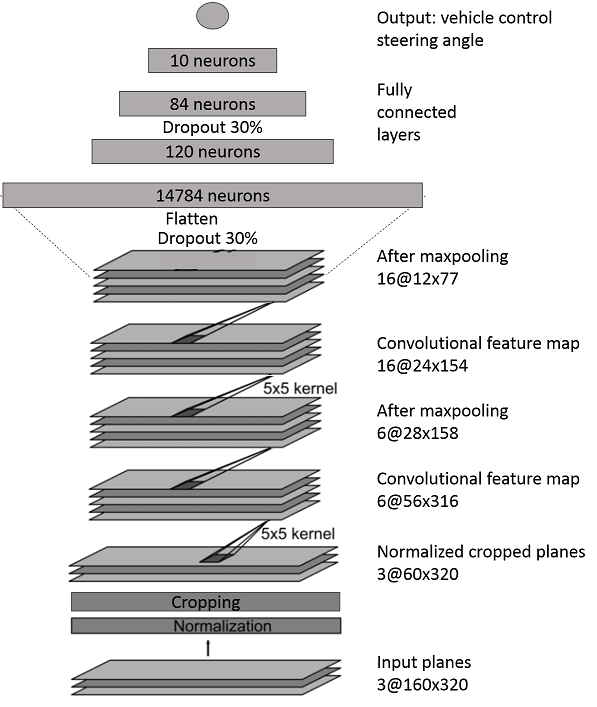 Output: vehicle control
steering angle
10 neurons
84 neurons
Fully
connected
layers
Dropout 30%
120 neurons
14784 neurons
Flatten
Dropout 30%
After maxpooling
16@12x77
Convolutional feature map
16@24x154
5x5 kernel
After maxpooling
6@28x158
Convolutional feature map
6@56x316
5x5 kernel
Normalized cropped planes
3@60x320
Cropping
Normalization
Input planes
3@160x320